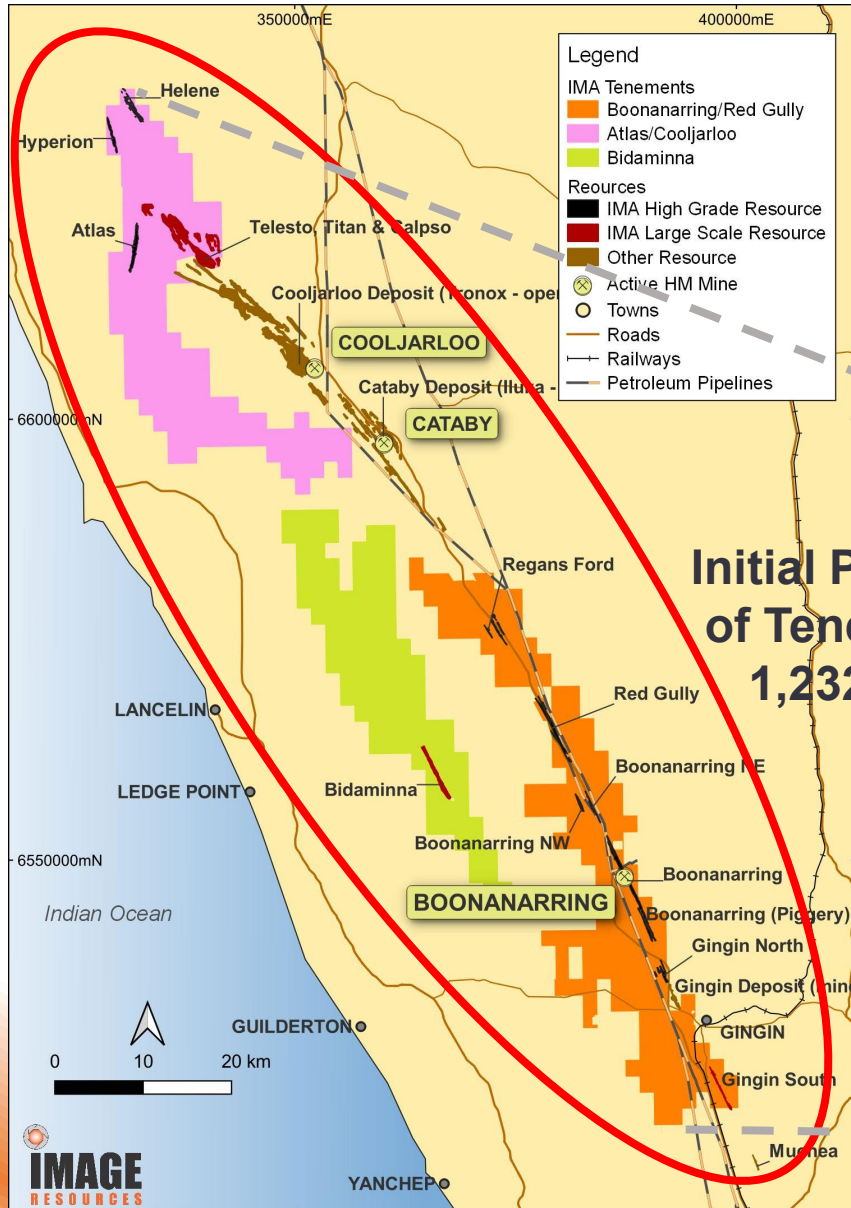 350000mE
400000mE
Legend
IMA Tenements
Boonanarring/Red Gully
Atlas/Cooljarloo
Bidaminna
Reources
IMA High Grade Resource
IMA Large Scale Resource
Other Resource
Active HM Mine
Towns
Roads
Railways
Petroleum Pipelines
Helene
Hyperion
Atlas
Telesto, Titan & Calpso
Cooljarloo Deposit (Tronox - oper
COOLJARLOO
Cataby Deposit (Iluka -
6600000mN
CATABY
Regans Ford
Initial P
of Ten
1,232
Red Gully
LANCELIN
Boonanarring NE
LEDGE POINT
Bidaminna
Boonanarring NW
6550000mN
Boonanarring
BOONANARRING
Boonanarring (Piggery)
Indian Ocean
Gingin North
Gingin Deposit (min
GUILDERTON
GINGIN
0 10 20 km
Gingin South
Muchea
IMAGE
RESOURCES
YANCHEP